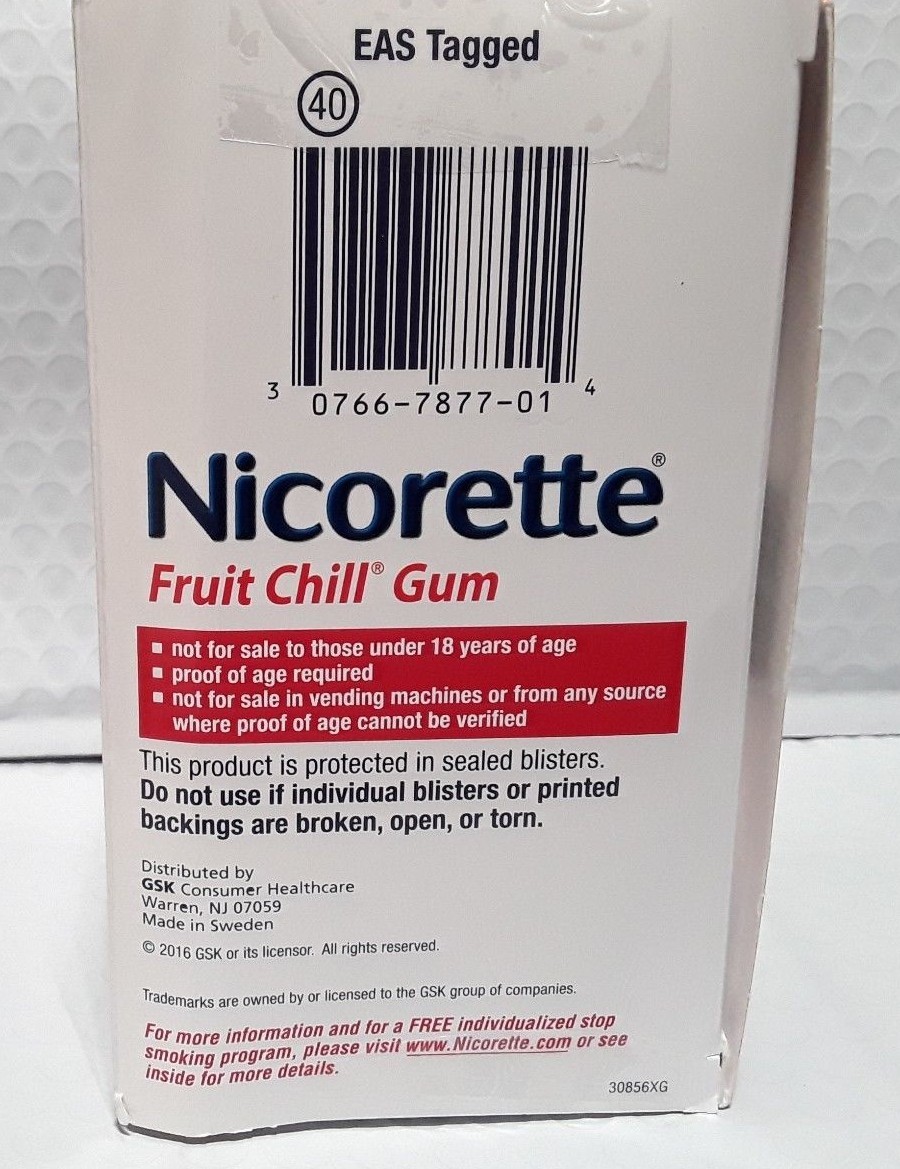 EAS Tagged
40
3 0766-7877-01 4
Nicorette®
Fruit Chill® Gum
▪ not for sale to those under 18 years of age
▪ proof of age required
▪ not for sale in vending machines or from any source
where proof of age cannot be verified
This product is protected in sealed blisters.
Do not use if individual blisters or printed
backings are broken, open, or torn.
Distributed by
GSK Consumer Healthcare
Warren, NJ 07059
Made in Sweden
© 2016 GSK or its licensor. All rights reserved.
Trademarks are owned by or licensed to the GSK group of companies.
For more information and for a FREE individualized stop
smoking program, please visit www.Nicorette.com or see
inside for more details.
30856XG